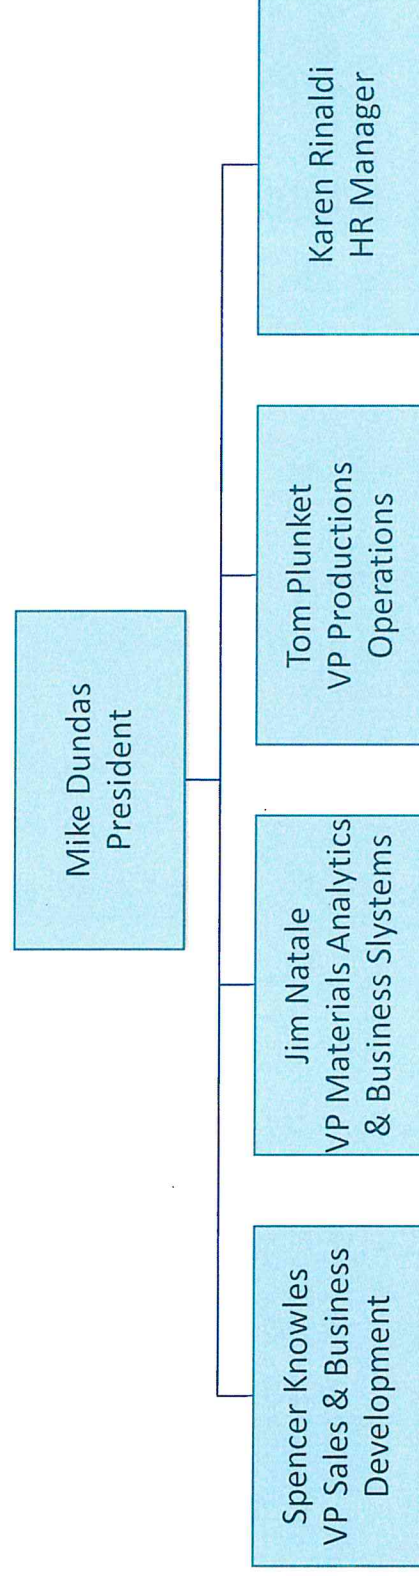 Mike Dundas
President
Spencer Knowles
VP Sales & Business
Development
Jim Natale
VP Materials Analytics
& Business Slystems
Tom Plunket
VP Productions
Operations
Karen Rinaldi
HR Manager